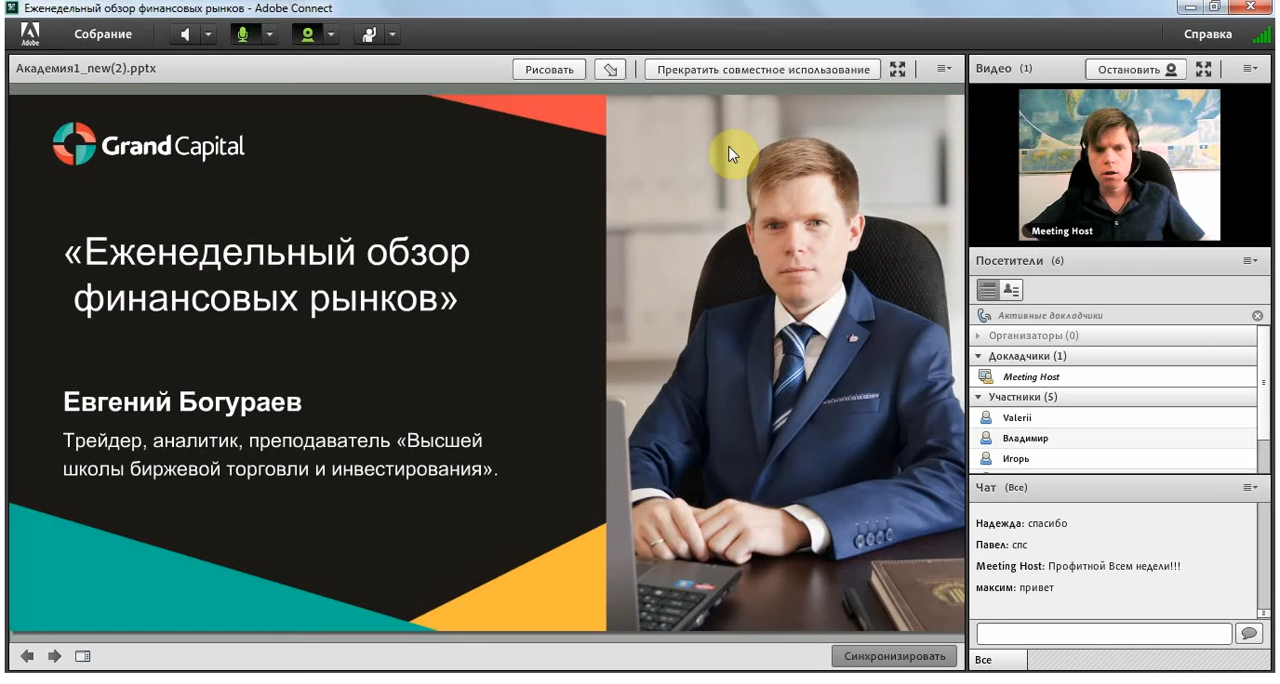 Еженедельный обзор финансовых рынков - Adobe Connect
Adobe
Собрание
Справка
Академия1_new(2).pptx
Рисовать
Прекратить совместное использование
Grand Capital
«Еженедельный обзор
финансовых рынков»
Евгений Богураев
Трейдер, аналитик, преподаватель «Высшей
школы биржевой торговли и инвестирования».
Синхронизировать
Видео (1)
Остановить
Meeting Host
Посетители (6)
Активные докладчики
Организаторы (0)
Докладчики (1)
Meeting Host
Участники (5)
Valerii
Владимир
Игорь
Чат (Все)
Надежда: спасибо
Павел: спс
Meeting Host: Профитной Всем недели!!!
максим: привет
Все